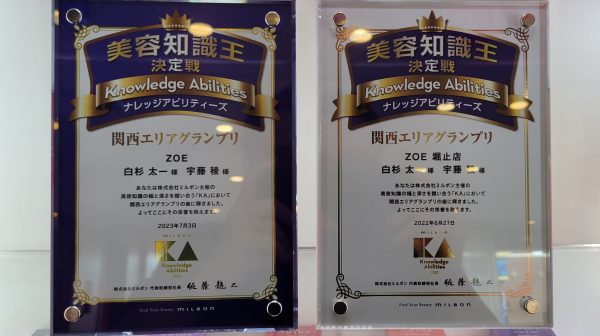 美容知識王
決定戦
Knowledge Abilities
ナレッジアビリティーズ
関西エリアグランプリ
ZOE
白杉 太一 様 宇藤 稜 様
あなたは株式会社ミルボン主催の
美容知識の幅と深さを競い合う「KA」において
関西エリアグランプリの座に輝きました。
よってここにその栄誉を称えます。
2023年7月3日
milbon
KA
Knowledge
Abilities
株式会社ミルボン 代表取締役社長 佐藤 龍二
Find Your Beauty MILBON
美容知識王
決定戦
Knowledge Abilities
ナレッジアビリティーズ
関西エリアグランプリ
ZOE 堀止店
白杉 太一 様 宇藤 様
あなたは株式会社ミルボン主催の
美容知識の幅と深さを競い合う「KA」において
関西エリアグランプリの座に輝きました。
よってここにその栄誉を称えます。
2022年6月27日
milbon
KA
Knowledge
Abilities
株式会社ミルボン 代表取締役社長 佐藤 龍二
Find Your Beauty MILBON